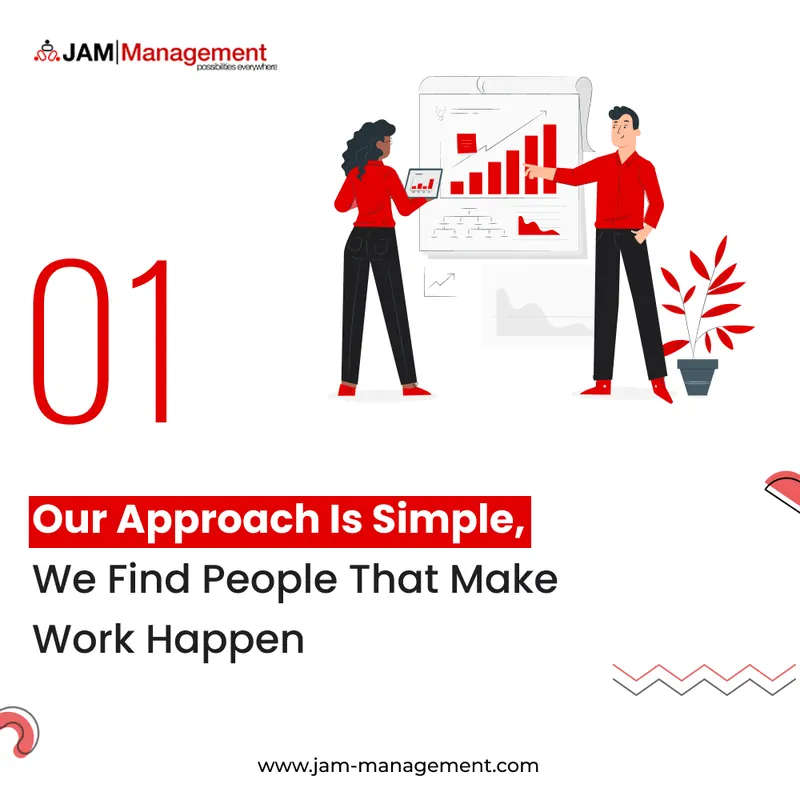 JAM|Management
possibilities everywhere
01
Our Approach Is Simple,
We Find People That Make
Work Happen
www.jam-management.com